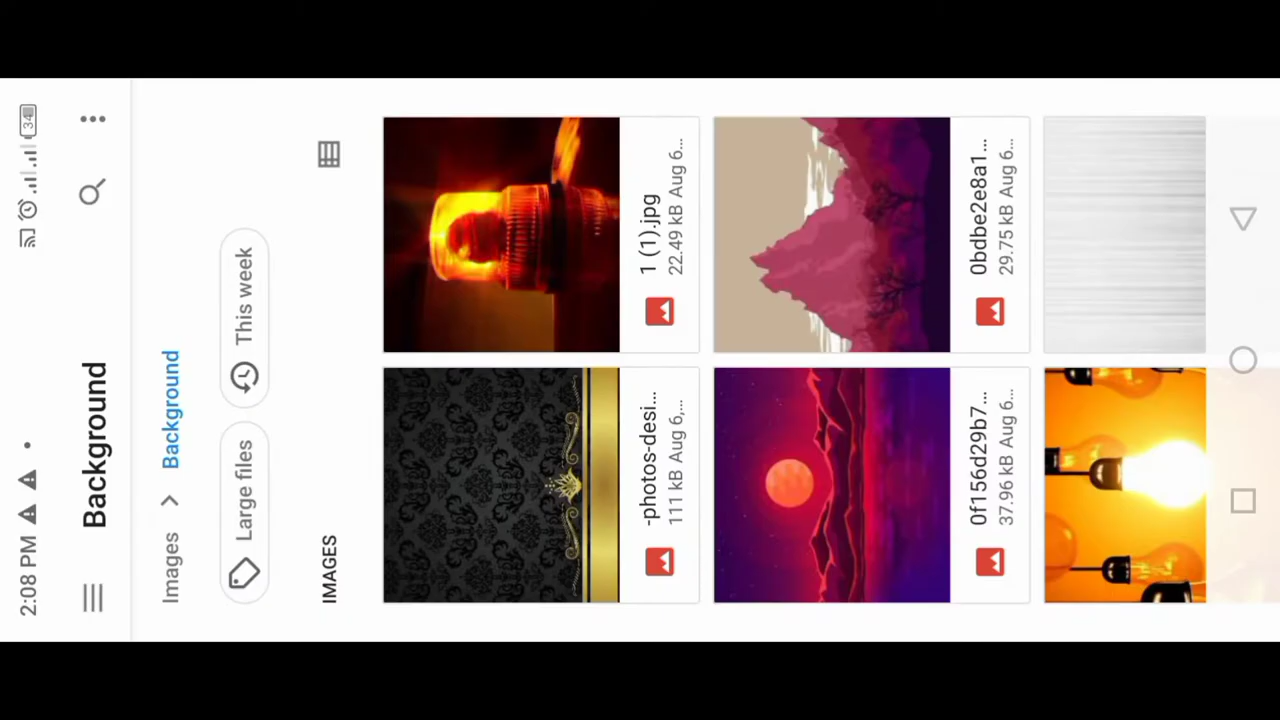 2:08 PM
34
Background
Images > Background
Large files
This week
IMAGES
-photos-desi...
111 kB Aug 6,...
1 (1).jpg
22.49 kB Aug 6...
0f156d29b7...
37.96 kB Aug 6...
0bdbe2e8a1...
29.75 kB Aug 6...